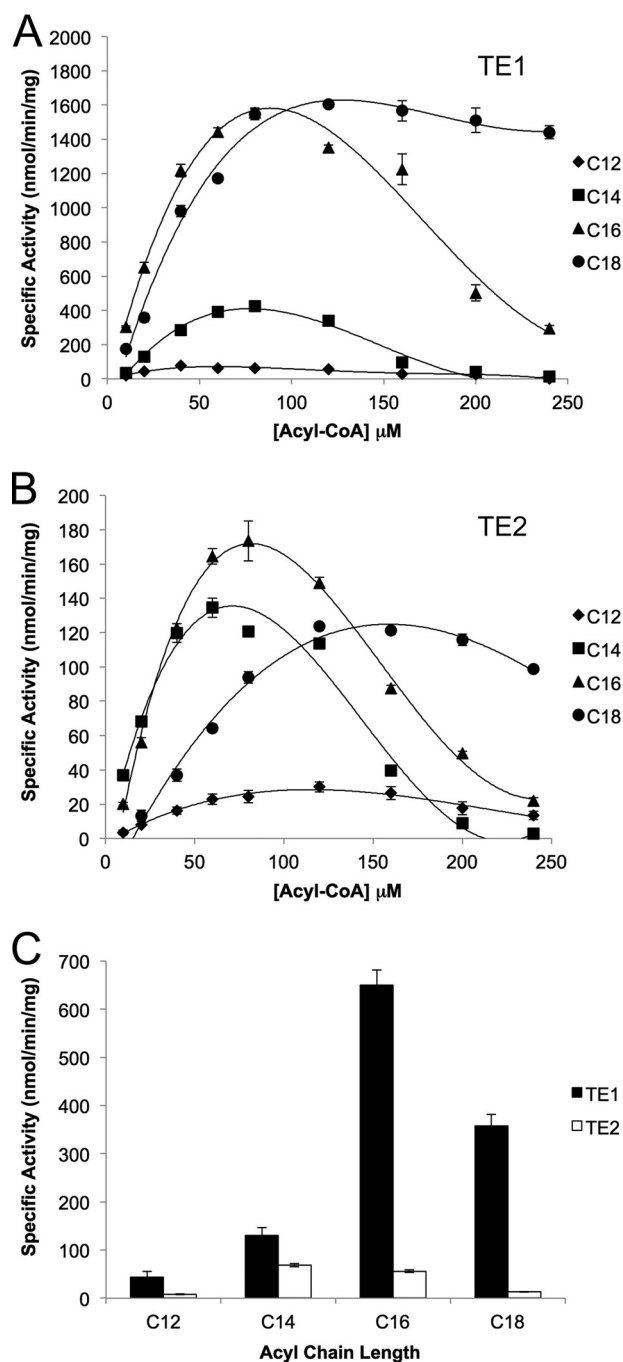 A
TE1
Specific Activity (nmol/min/mg)
2000
1800
1600
1400
1200
1000
800
600
400
200
0
0 50 100 150 200 250
[Acyl-CoA] μM
C12
C14
C16
C18
B
TE2
Specific Activity (nmol/min/mg)
200
180
160
140
120
100
80
60
40
20
0
0 50 100 150 200 250
[Acyl-CoA] μM
C12
C14
C16
C18
C
Specific Activity (nmol/min/mg)
700
600
500
400
300
200
100
0
C12 C14 C16 C18
Acyl Chain Length
TE1
TE2